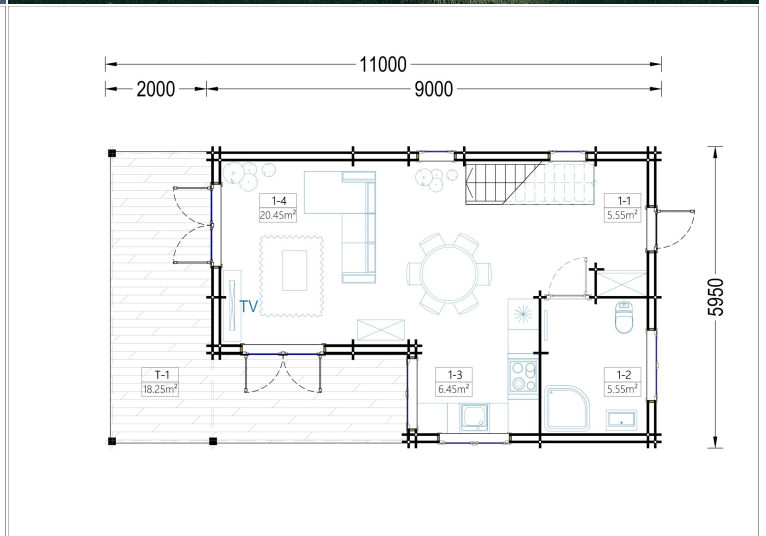 11000
2000
9000
1-4
20.45m²
1-1
5.55m²
5950
TV
T-1
18.25m²
1-3
6.45m²
1-2
5.55m²